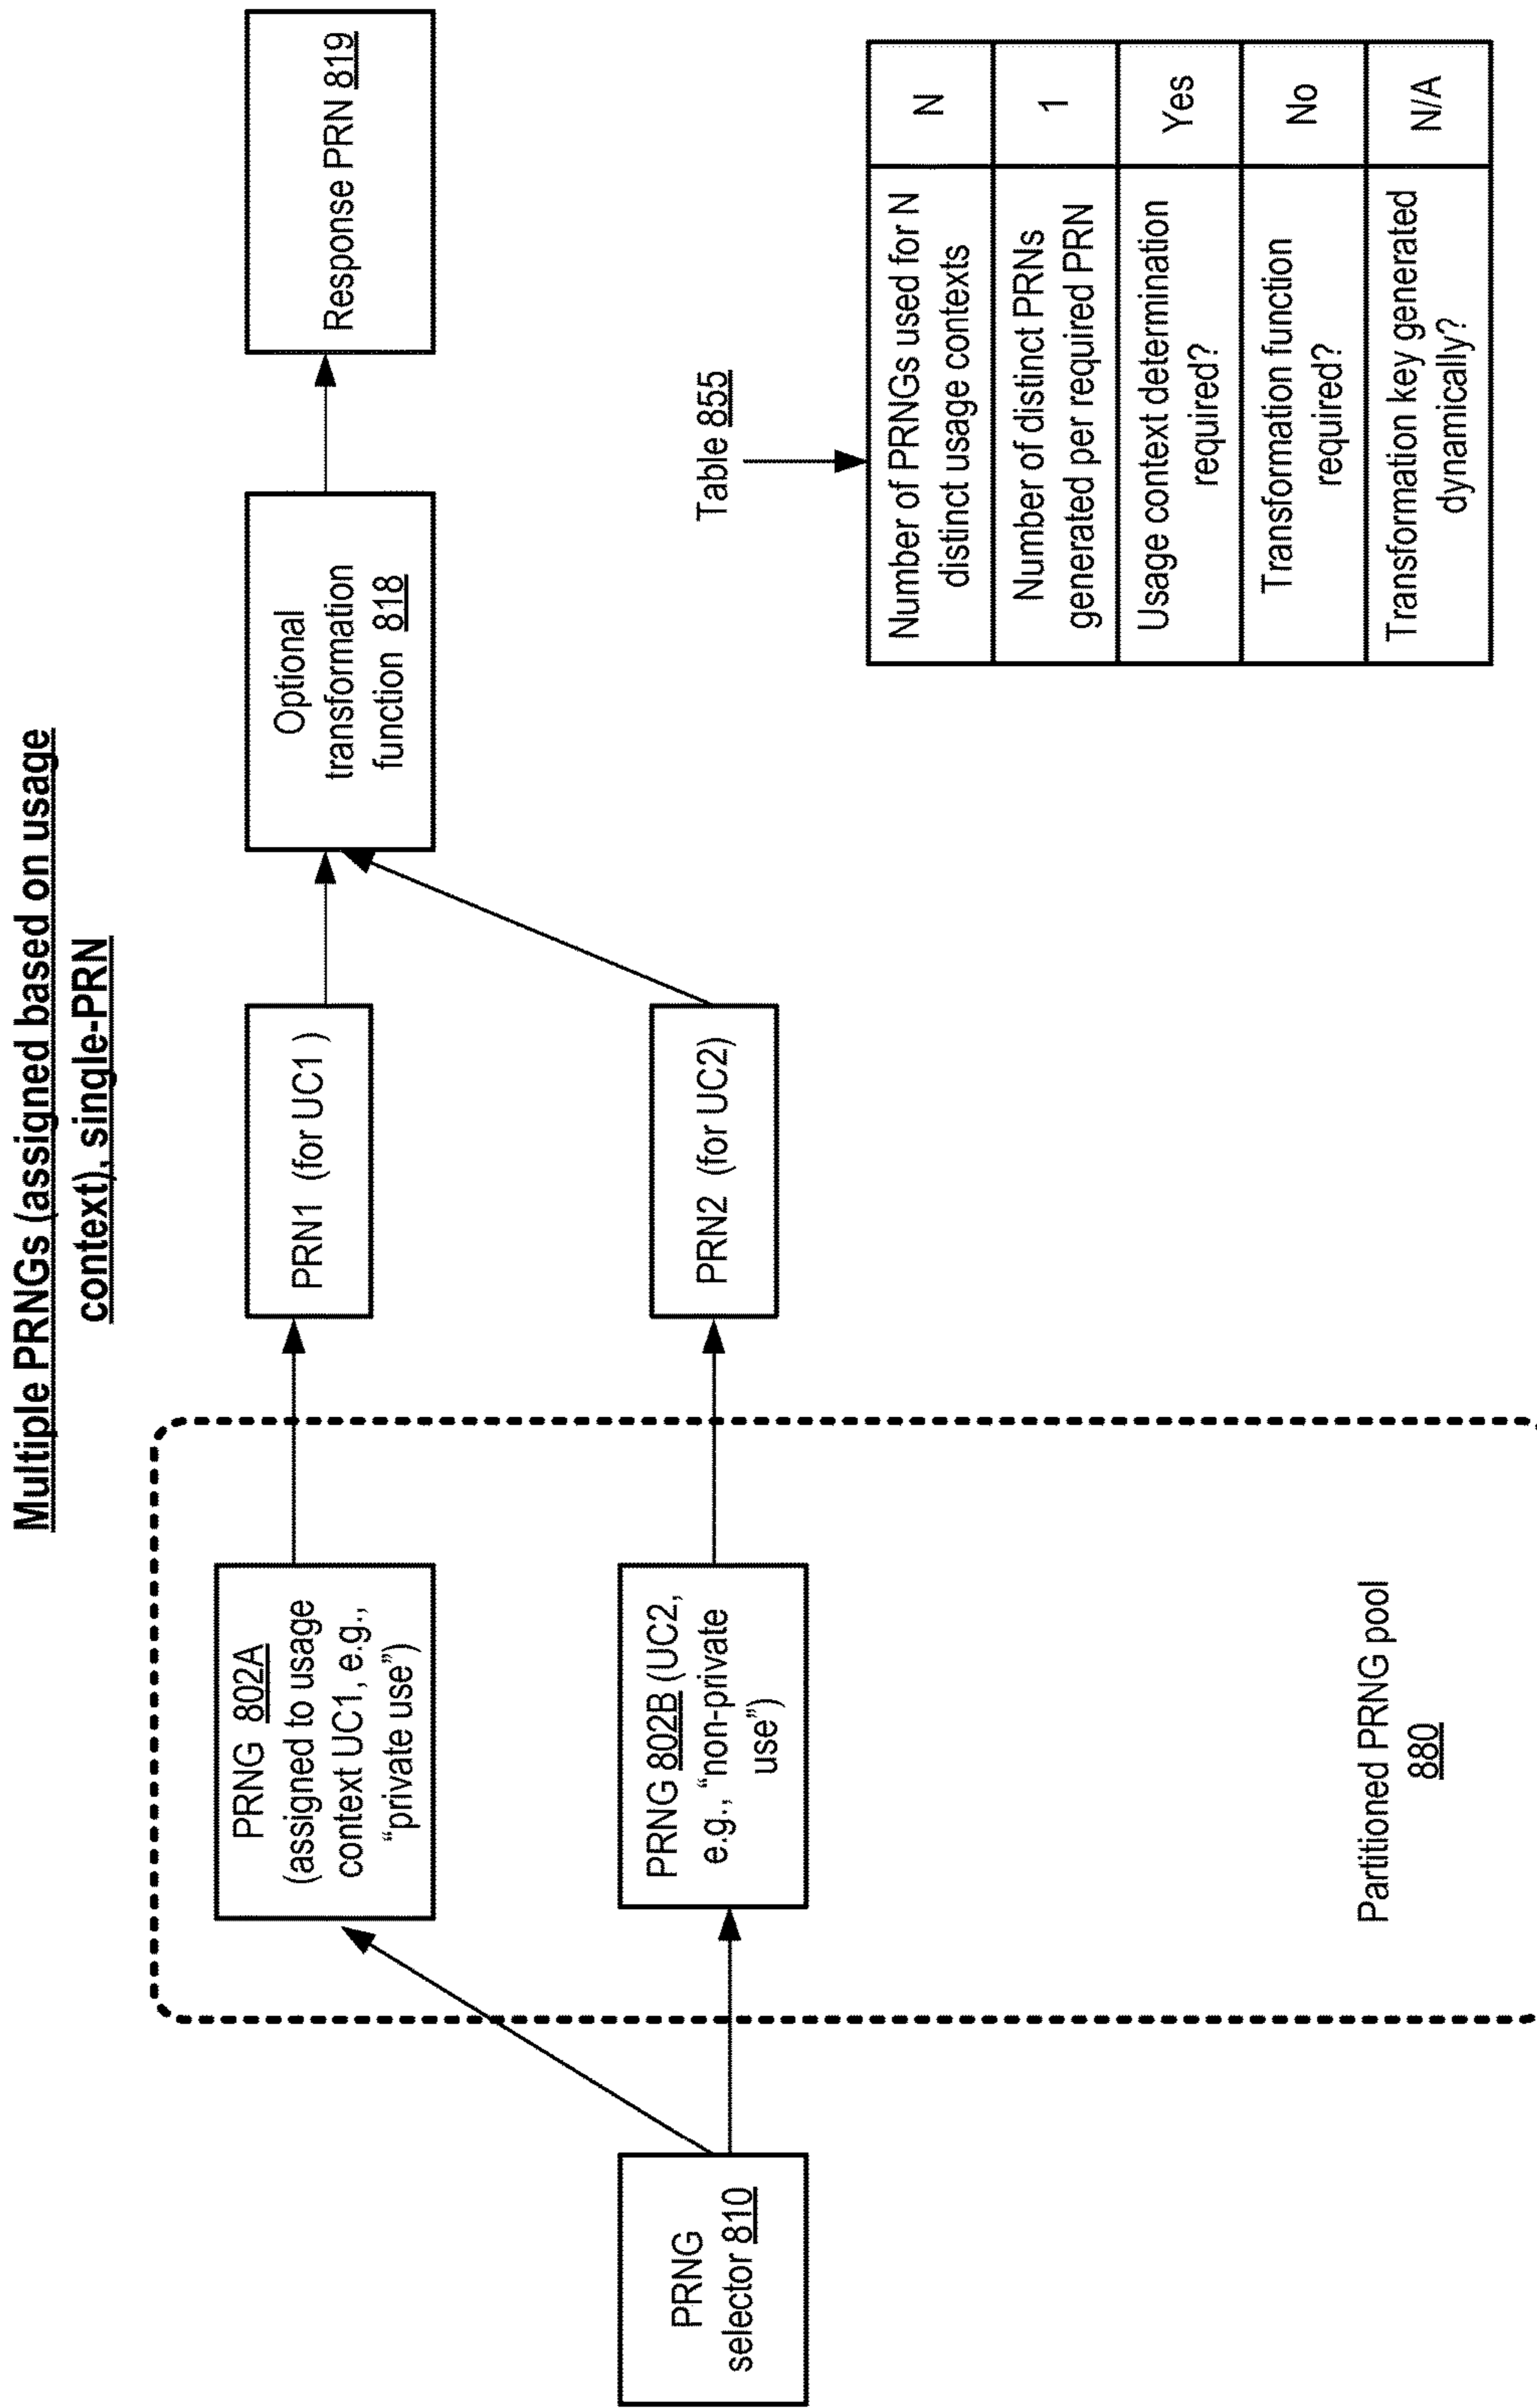 Multiple PRNGs (assigned based on usage
context), single-PRN
PRNG
selector 810
PRNG 802A
(assigned to usage
context UC1, e.g.,
“private use”)
PRNG 802B (UC2,
e.g., “non-private
use”)
Partitioned PRNG pool
880
PRN1 (for UC1 )
PRN2 (for UC2)
Optional
transformation
function 818
Response PRN 819
Table 855
Number of PRNGs used for N
distinct usage contexts
N
Number of distinct PRNs
generated per required PRN
1
Usage context determination
required?
Yes
Transformation function
required?
No
Transformation key generated
dynamically?
N/A